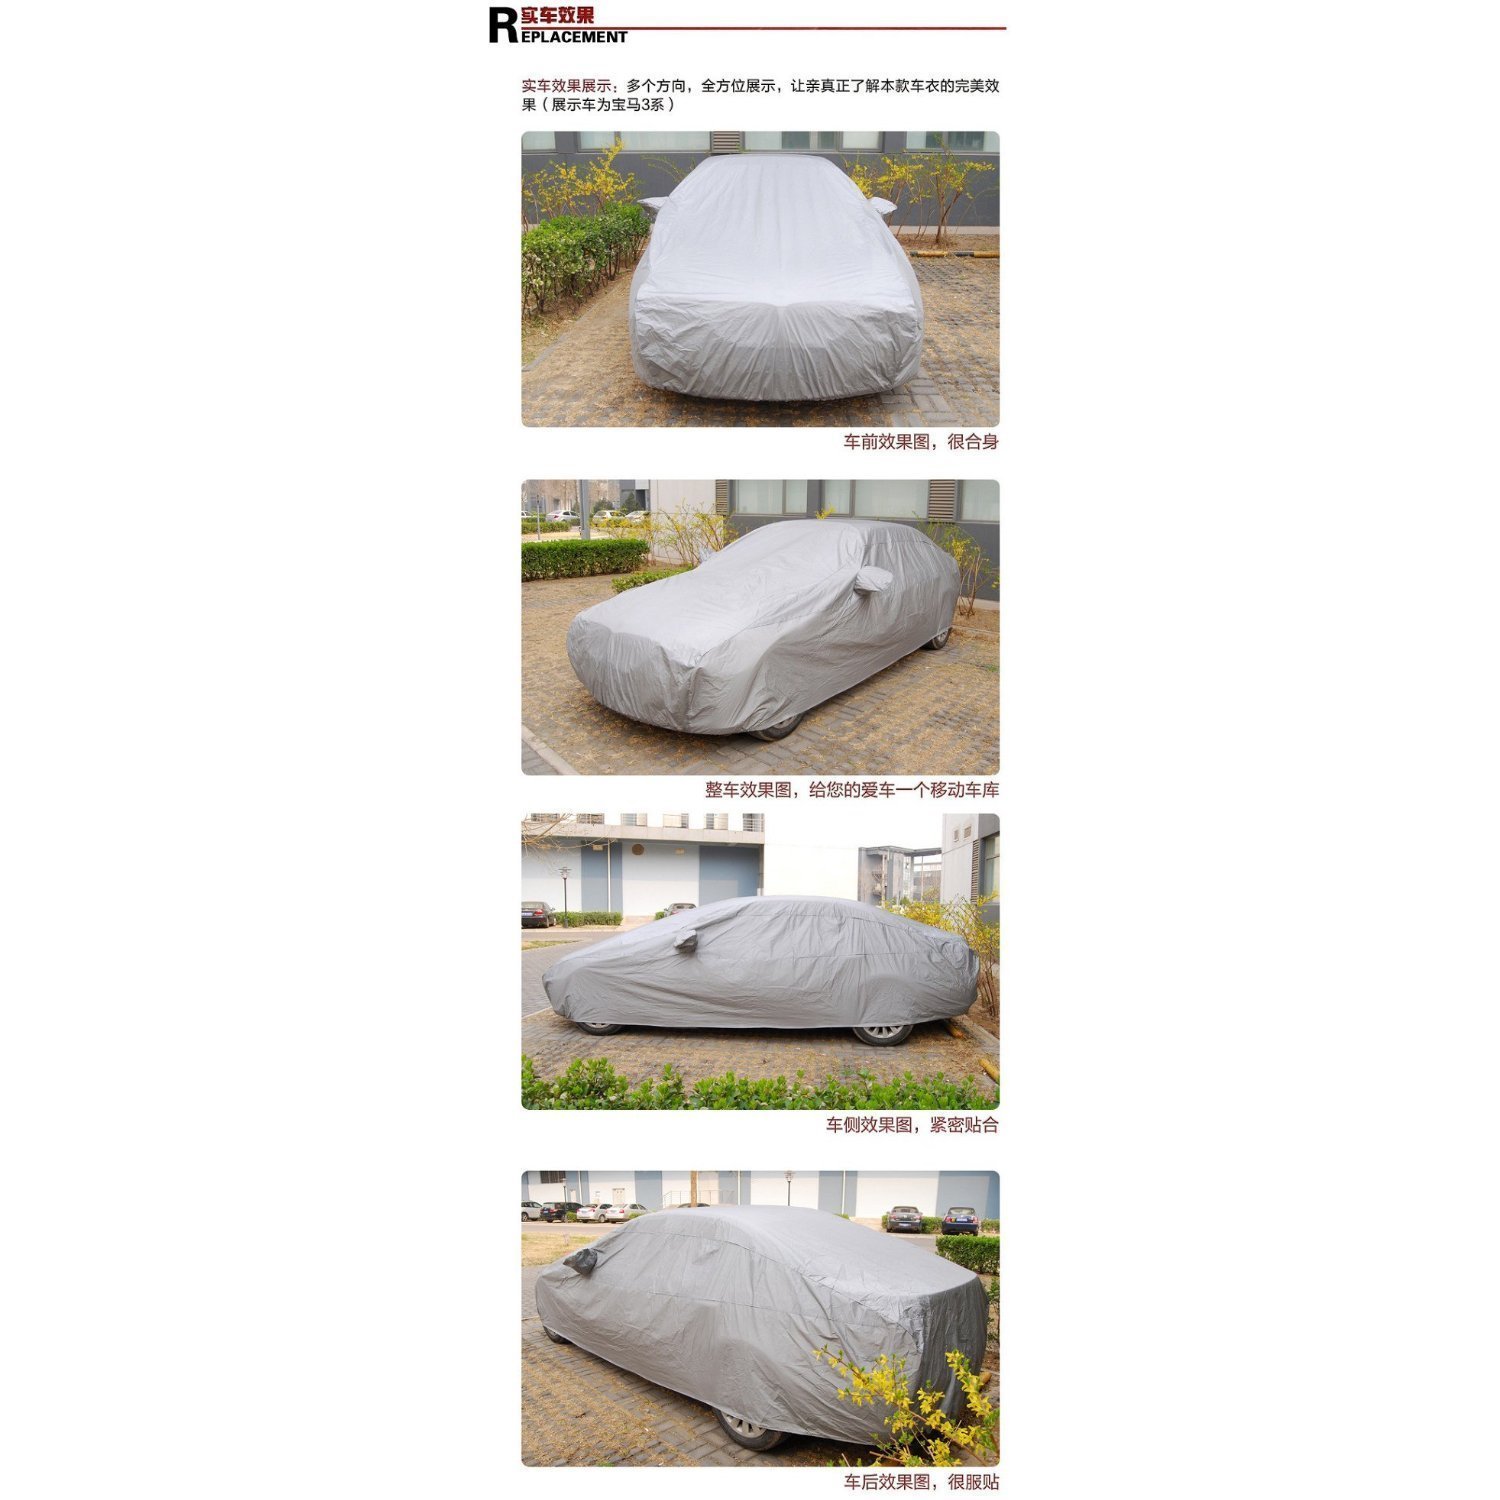 实车效果
REPLACEMENT
实车效果展示：多个方向，全方位展示，让亲真正了解本款车衣的完美效
果（展示车为宝马3系）
车前效果图，很合身
整车效果图，给您的爱车一个移动车库
车侧效果图，紧密贴合
车后效果图，很服贴